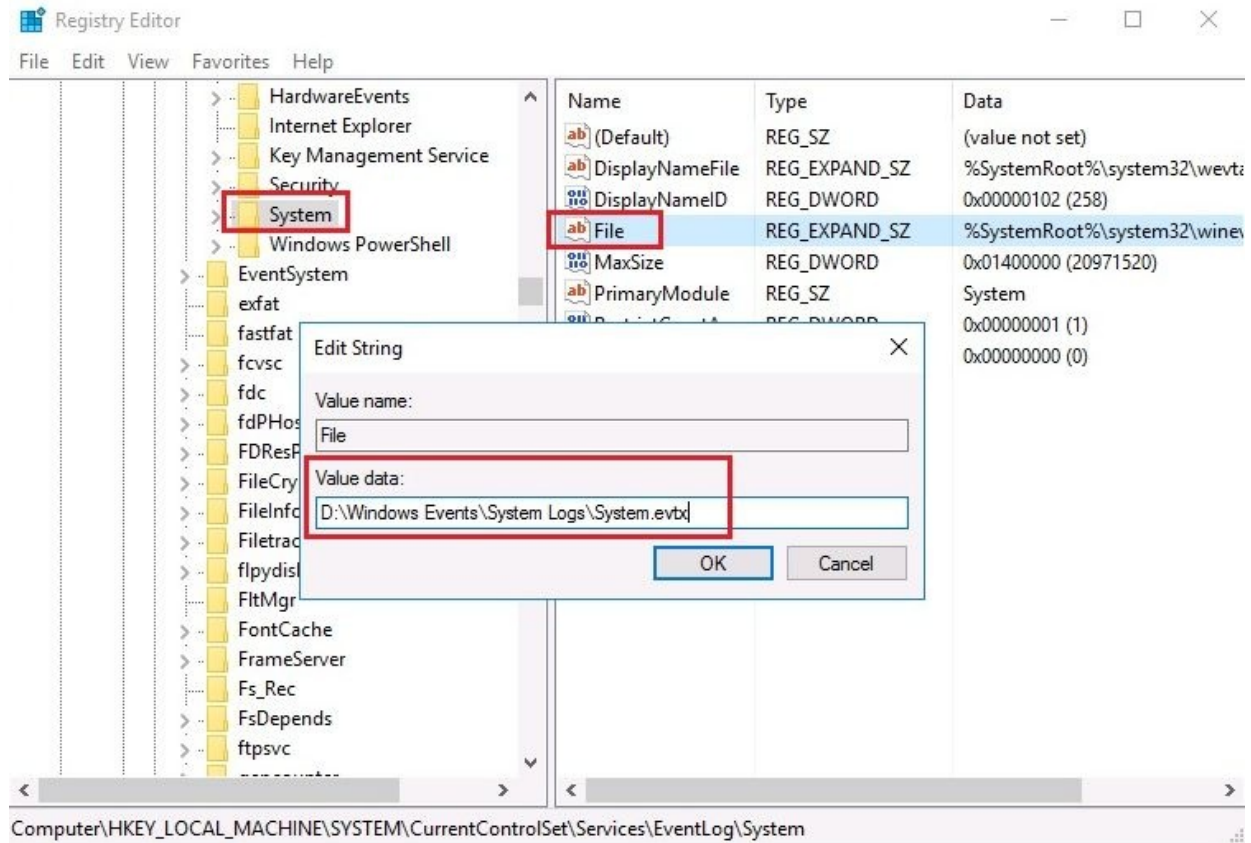 Registry Editor
File Edit View Favorites Help
HardwareEvents
Internet Explorer
Key Management Service
Security
System
Windows PowerShell
EventSystem
exfat
fastfat
fcvsc
fdc
fdPHos
FDResP
FileCry
FileInfo
Filetrac
flpydisk
FltMgr
FontCache
FrameServer
Fs_Rec
FsDepends
ftpsvc
Name Type Data
(Default) REG_SZ (value not set)
DisplayNameFile REG_EXPAND_SZ %SystemRoot%\system32\wevta
DisplayNameID REG_DWORD 0x00000102 (258)
File REG_EXPAND_SZ %SystemRoot%\system32\winev
MaxSize REG_DWORD 0x01400000 (20971520)
PrimaryModule REG_SZ System
REG_DWORD 0x00000001 (1)
0x00000000 (0)
Edit String
Value name:
File
Value data:
D:\Windows Events\System Logs\System.evtx
OK Cancel
Computer\HKEY_LOCAL_MACHINE\SYSTEM\CurrentControlSet\Services\EventLog\System